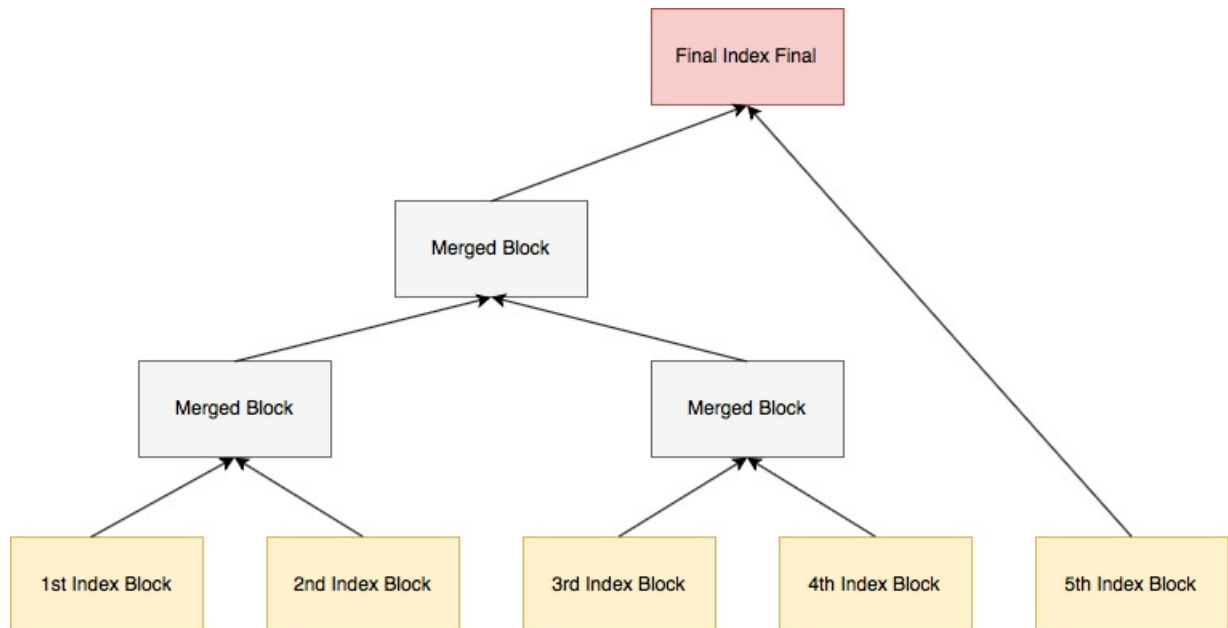 Final Index Final
Merged Block
Merged Block
Merged Block
1st Index Block
2nd Index Block
3rd Index Block
4th Index Block
5th Index Block